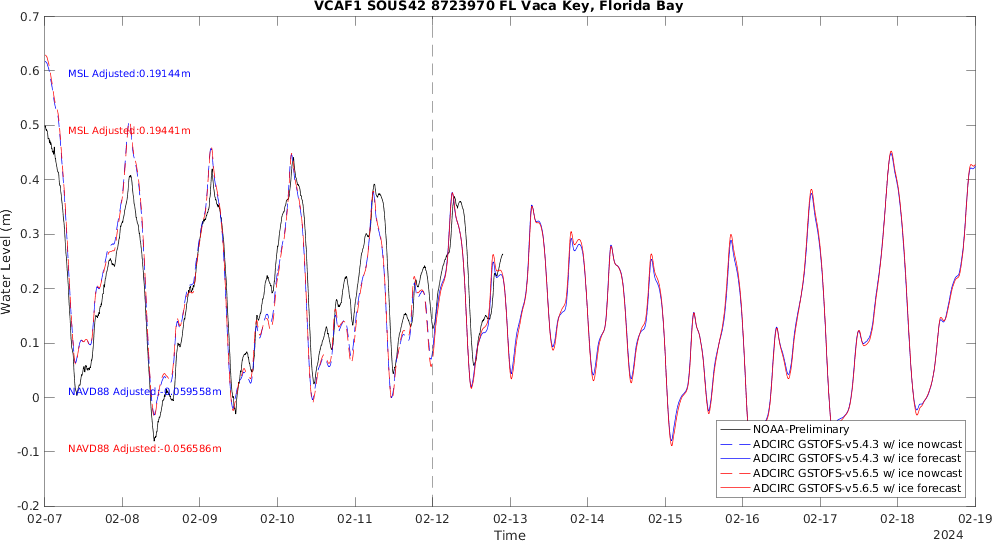 VCAF1 SOUS42 8723970 FL Vaca Key, Florida Bay
Water Level (m)
0.7
0.6
0.5
0.4
0.3
0.2
0.1
0
-0.1
-0.2
MSL Adjusted:0.19144m
MSL Adjusted:0.19441m
NAVD88 Adjusted:-0.059558m
NAVD88 Adjusted:-0.056586m
NOAA-Preliminary
ADCIRC GSTOFS-v5.4.3 w/ ice nowcast
ADCIRC GSTOFS-v5.4.3 w/ ice forecast
ADCIRC GSTOFS-v5.6.5 w/ ice nowcast
ADCIRC GSTOFS-v5.6.5 w/ ice forecast
02-07 02-08 02-09 02-10 02-11 02-12 02-13 02-14 02-15 02-16 02-17 02-18 02-19
Time
2024